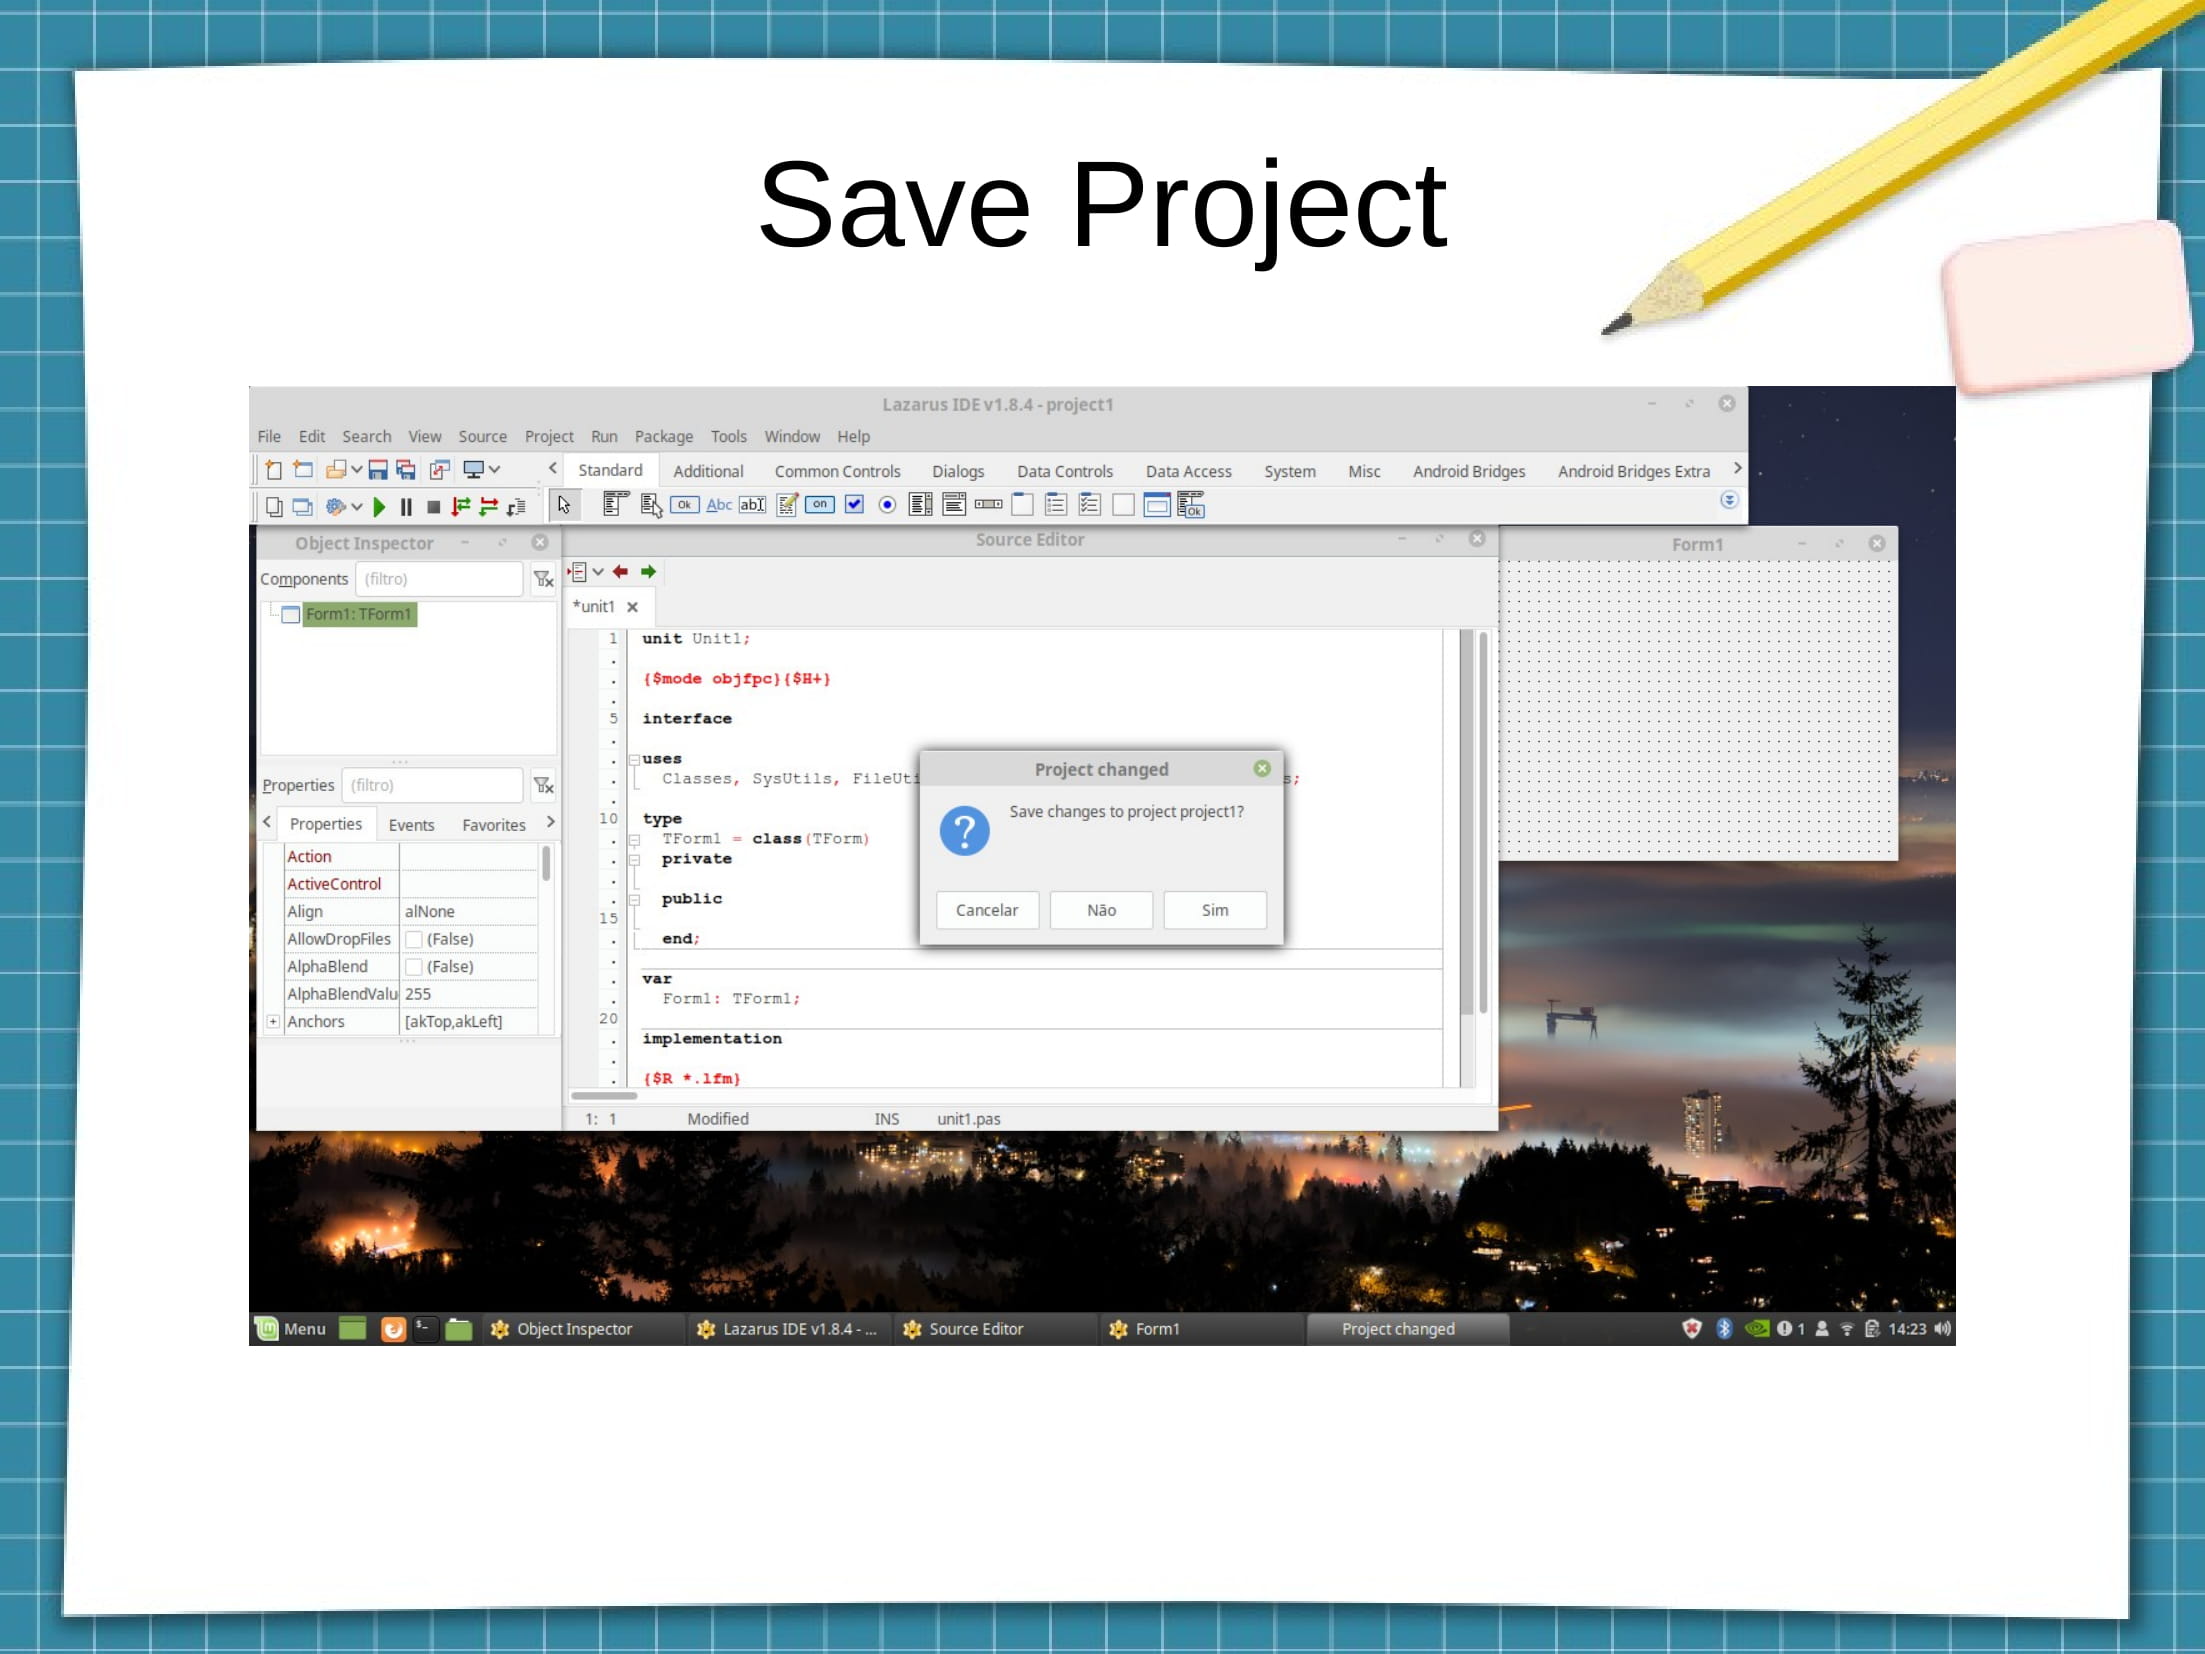 Save Project
Lazarus IDE v1.8.4 - project1
File Edit Search View Source Project Run Package Tools Window Help
Standard Additional Common Controls Dialogs Data Controls Data Access System Misc Android Bridges Android Bridges Extra
Ok Abc abI on Ok
Object Inspector
Components (filtro)
Form1: TForm1
Properties (filtro)
Properties Events Favorites
Action
ActiveControl
Align alNone
AllowDropFiles (False)
AlphaBlend (False)
AlphaBlendValu 255
Anchors [akTop,akLeft]
Source Editor
*unit1
1 unit Unit1;
{$mode objfpc}{$H+}
5 interface
uses
Classes, SysUtils, FileUti s;
10 type
TForm1 = class(TForm)
private
public
15
end;
var
Form1: TForm1;
20
implementation
{$R *.lfm}
1: 1 Modified INS unit1.pas
Project changed
Save changes to project project1?
Cancelar Não Sim
Form1
Menu $_ Object Inspector Lazarus IDE v1.8.4 - ... Source Editor Form1 Project changed 1 14:23